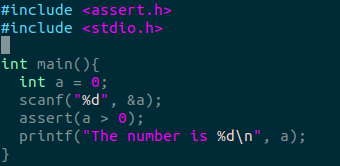 #include <assert.h>
#include <stdio.h>
int main(){
  int a = 0;
  scanf("%d", &a);
  assert(a > 0);
  printf("The number is %d\n", a);
}